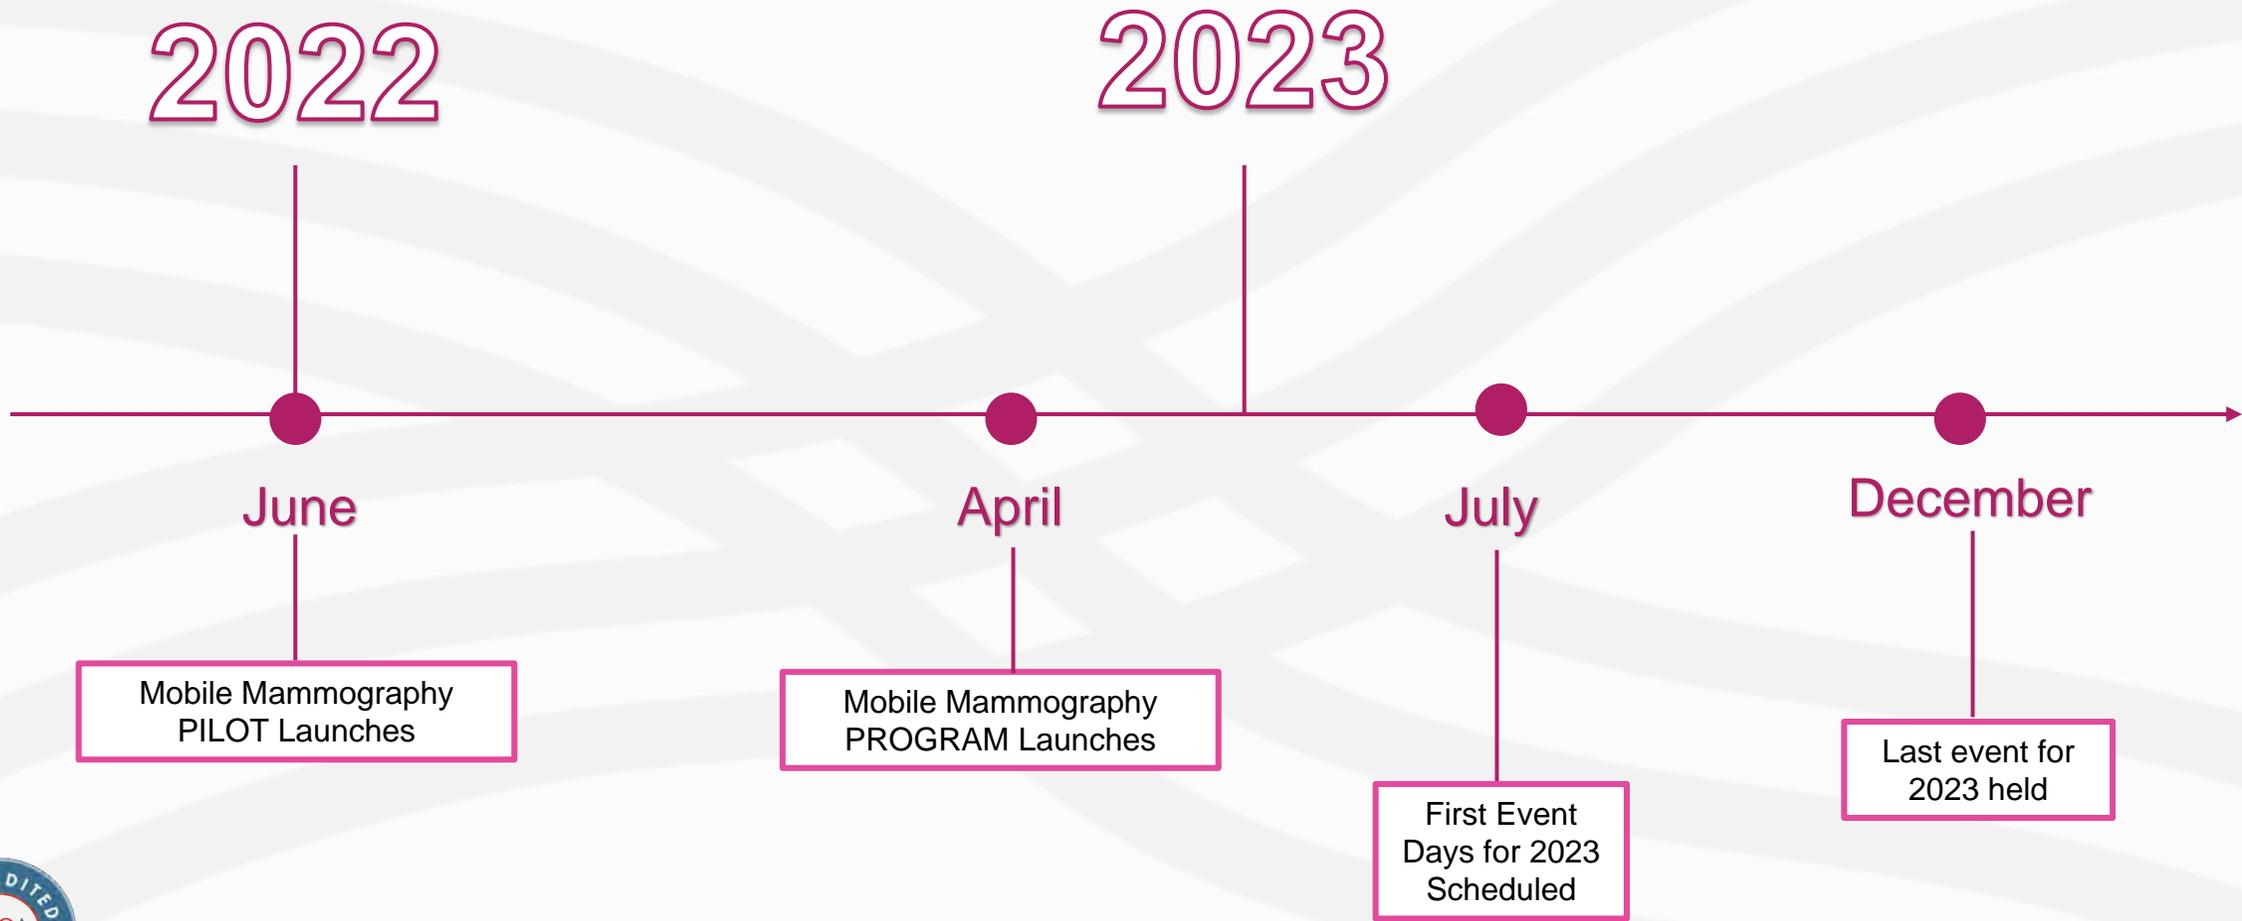 2022
2023
June
April
July
December
Mobile Mammography
PILOT Launches
Mobile Mammography
PROGRAM Launches
First Event
Days for 2023
Scheduled
Last event for
2023 held